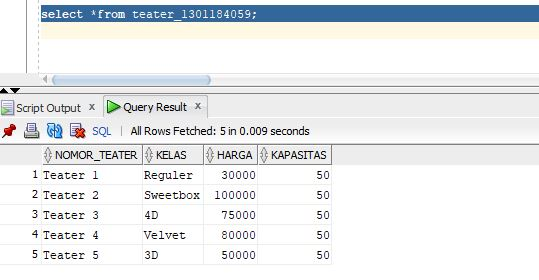 select *from teater_1301184059;
Script Output x Query Result x
SQL | All Rows Fetched: 5 in 0.009 seconds
NOMOR_TEATER KELAS HARGA KAPASITAS
1 Teater 1 Reguler 30000 50
2 Teater 2 Sweetbox 100000 50
3 Teater 3 4D 75000 50
4 Teater 4 Velvet 80000 50
5 Teater 5 3D 50000 50